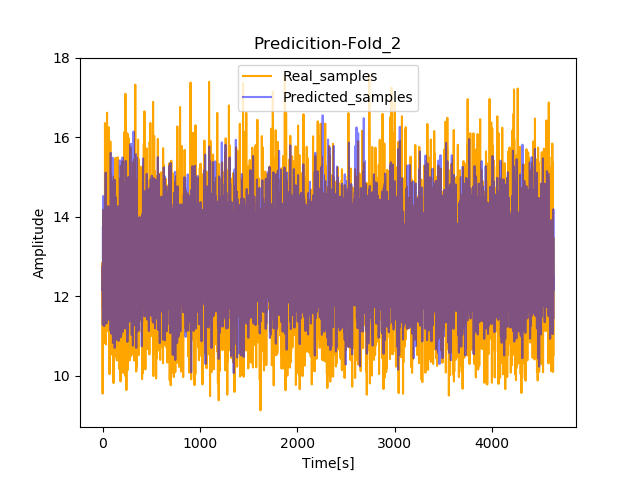 Predicition-Fold_2
Real_samples
Predicted_samples
Amplitude
18
16
14
12
10
0 1000 2000 3000 4000
Time[s]